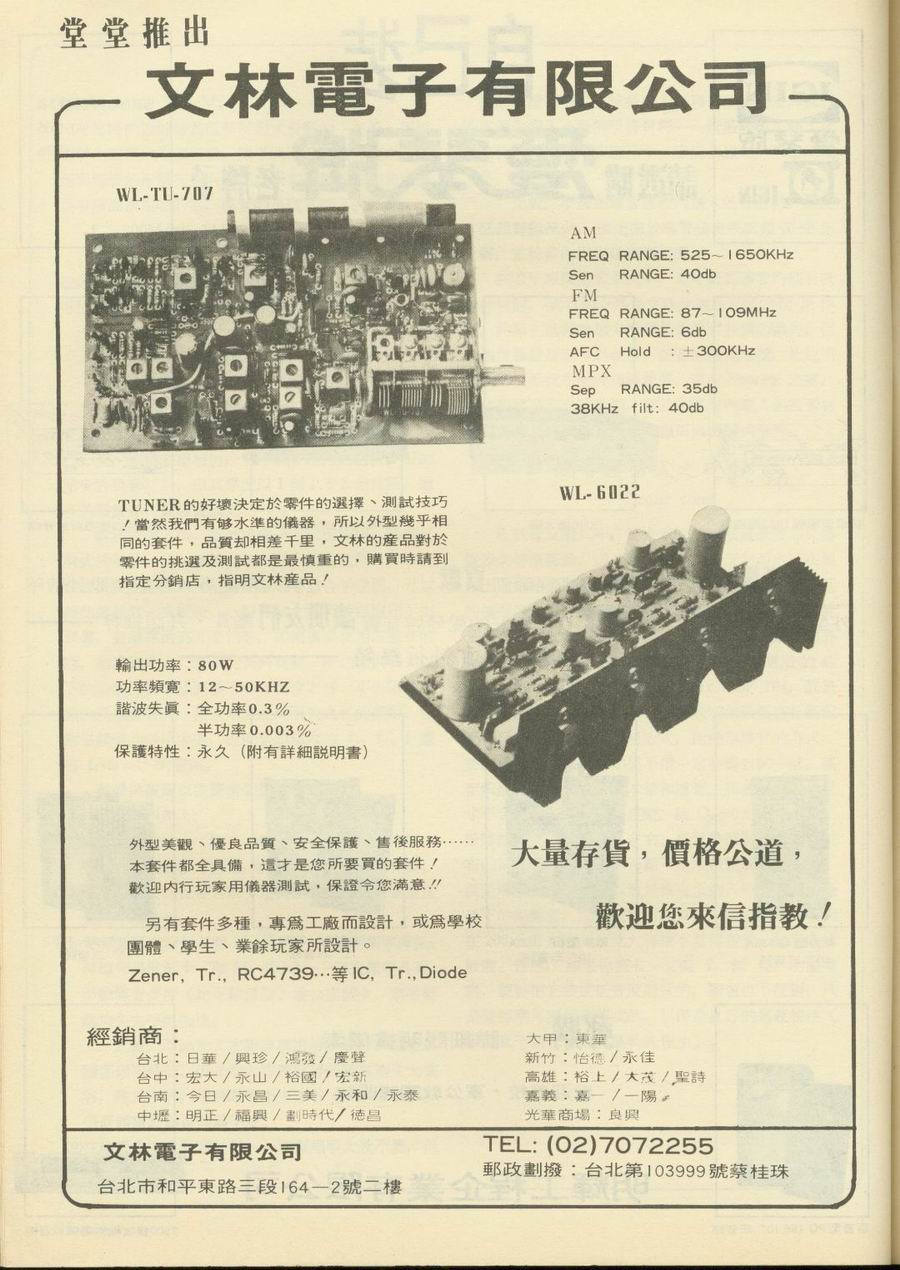 堂堂推出
文林電子有限公司
WL-TU-707
AM
FREQ RANGE: 525~1650KHz
Sen RANGE: 40db
FM
FREQ RANGE: 87~109MHz
Sen RANGE: 6db
AFC Hold : ±300KHz
MPX
Sep RANGE: 35db
38KHz filt: 40db
TUNER的好壞決定於零件的選擇、測試技巧
！當然我們有够水準的儀器，所以外型幾乎相
同的套件，品質却相差千里，文林的產品對於
零件的挑選及測試都是最慎重的，購買時請到
指定分銷店，指明文林產品！
WL-6022
輸出功率：80W
功率頻寬：12~50KHZ
諧波失眞：全功率0.3%
半功率0.003%
保護特性：永久（附有詳細説明書）
外型美觀、優良品質、安全保護、售後服務……
本套件都全具備，這才是您所要買的套件！
歡迎內行玩家用儀器測試，保證令您滿意!!
另有套件多種，專爲工廠而設計，或爲學校
團體、學生、業餘玩家所設計。
Zener, Tr., RC4739…等IC, Tr., Diode
大量存貨，價格公道，
歡迎您來信指教！
經銷商：
台北：日華/興珍/鴻發/慶聲
台中：宏大/永山/裕國/宏新
台南：今日/永昌/三美/永和/永泰
中壢：明正/福興/劃時代/德昌
大甲：東華
新竹：怡德/永佳
高雄：裕上/大茂/聖詩
嘉義：嘉一/一陽
光華商場：良興
文林電子有限公司
台北市和平東路三段164—2號二樓
TEL: (02)7072255
郵政劃撥：台北第103999號蔡桂珠